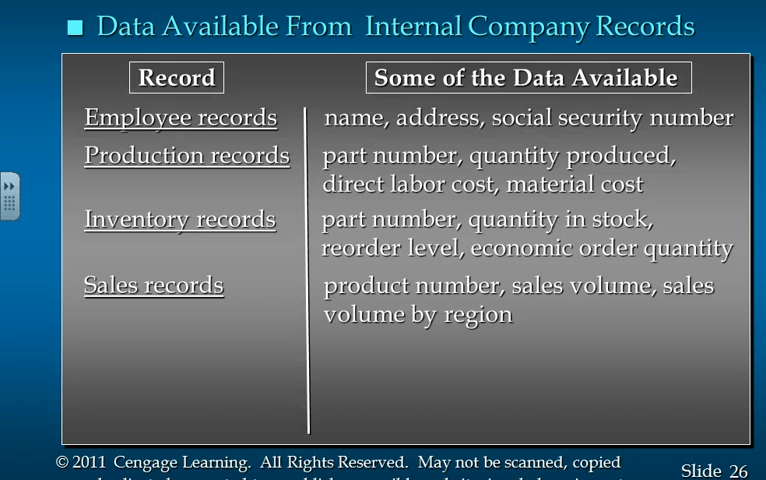 Data Available From Internal Company Records
Record
Some of the Data Available
Employee records
name, address, social security number
Production records
part number, quantity produced,
direct labor cost, material cost
Inventory records
part number, quantity in stock,
reorder level, economic order quantity
Sales records
product number, sales volume, sales
volume by region
© 2011 Cengage Learning. All Rights Reserved. May not be scanned, copied
Slide 26